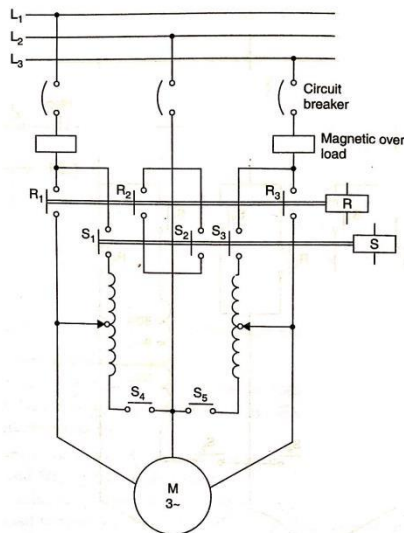 L1
L2
L3
Circuit
breaker
Magnetic over
load
R1
R2
R3
R
S1
S2
S3
S
S4
S5
M
3~